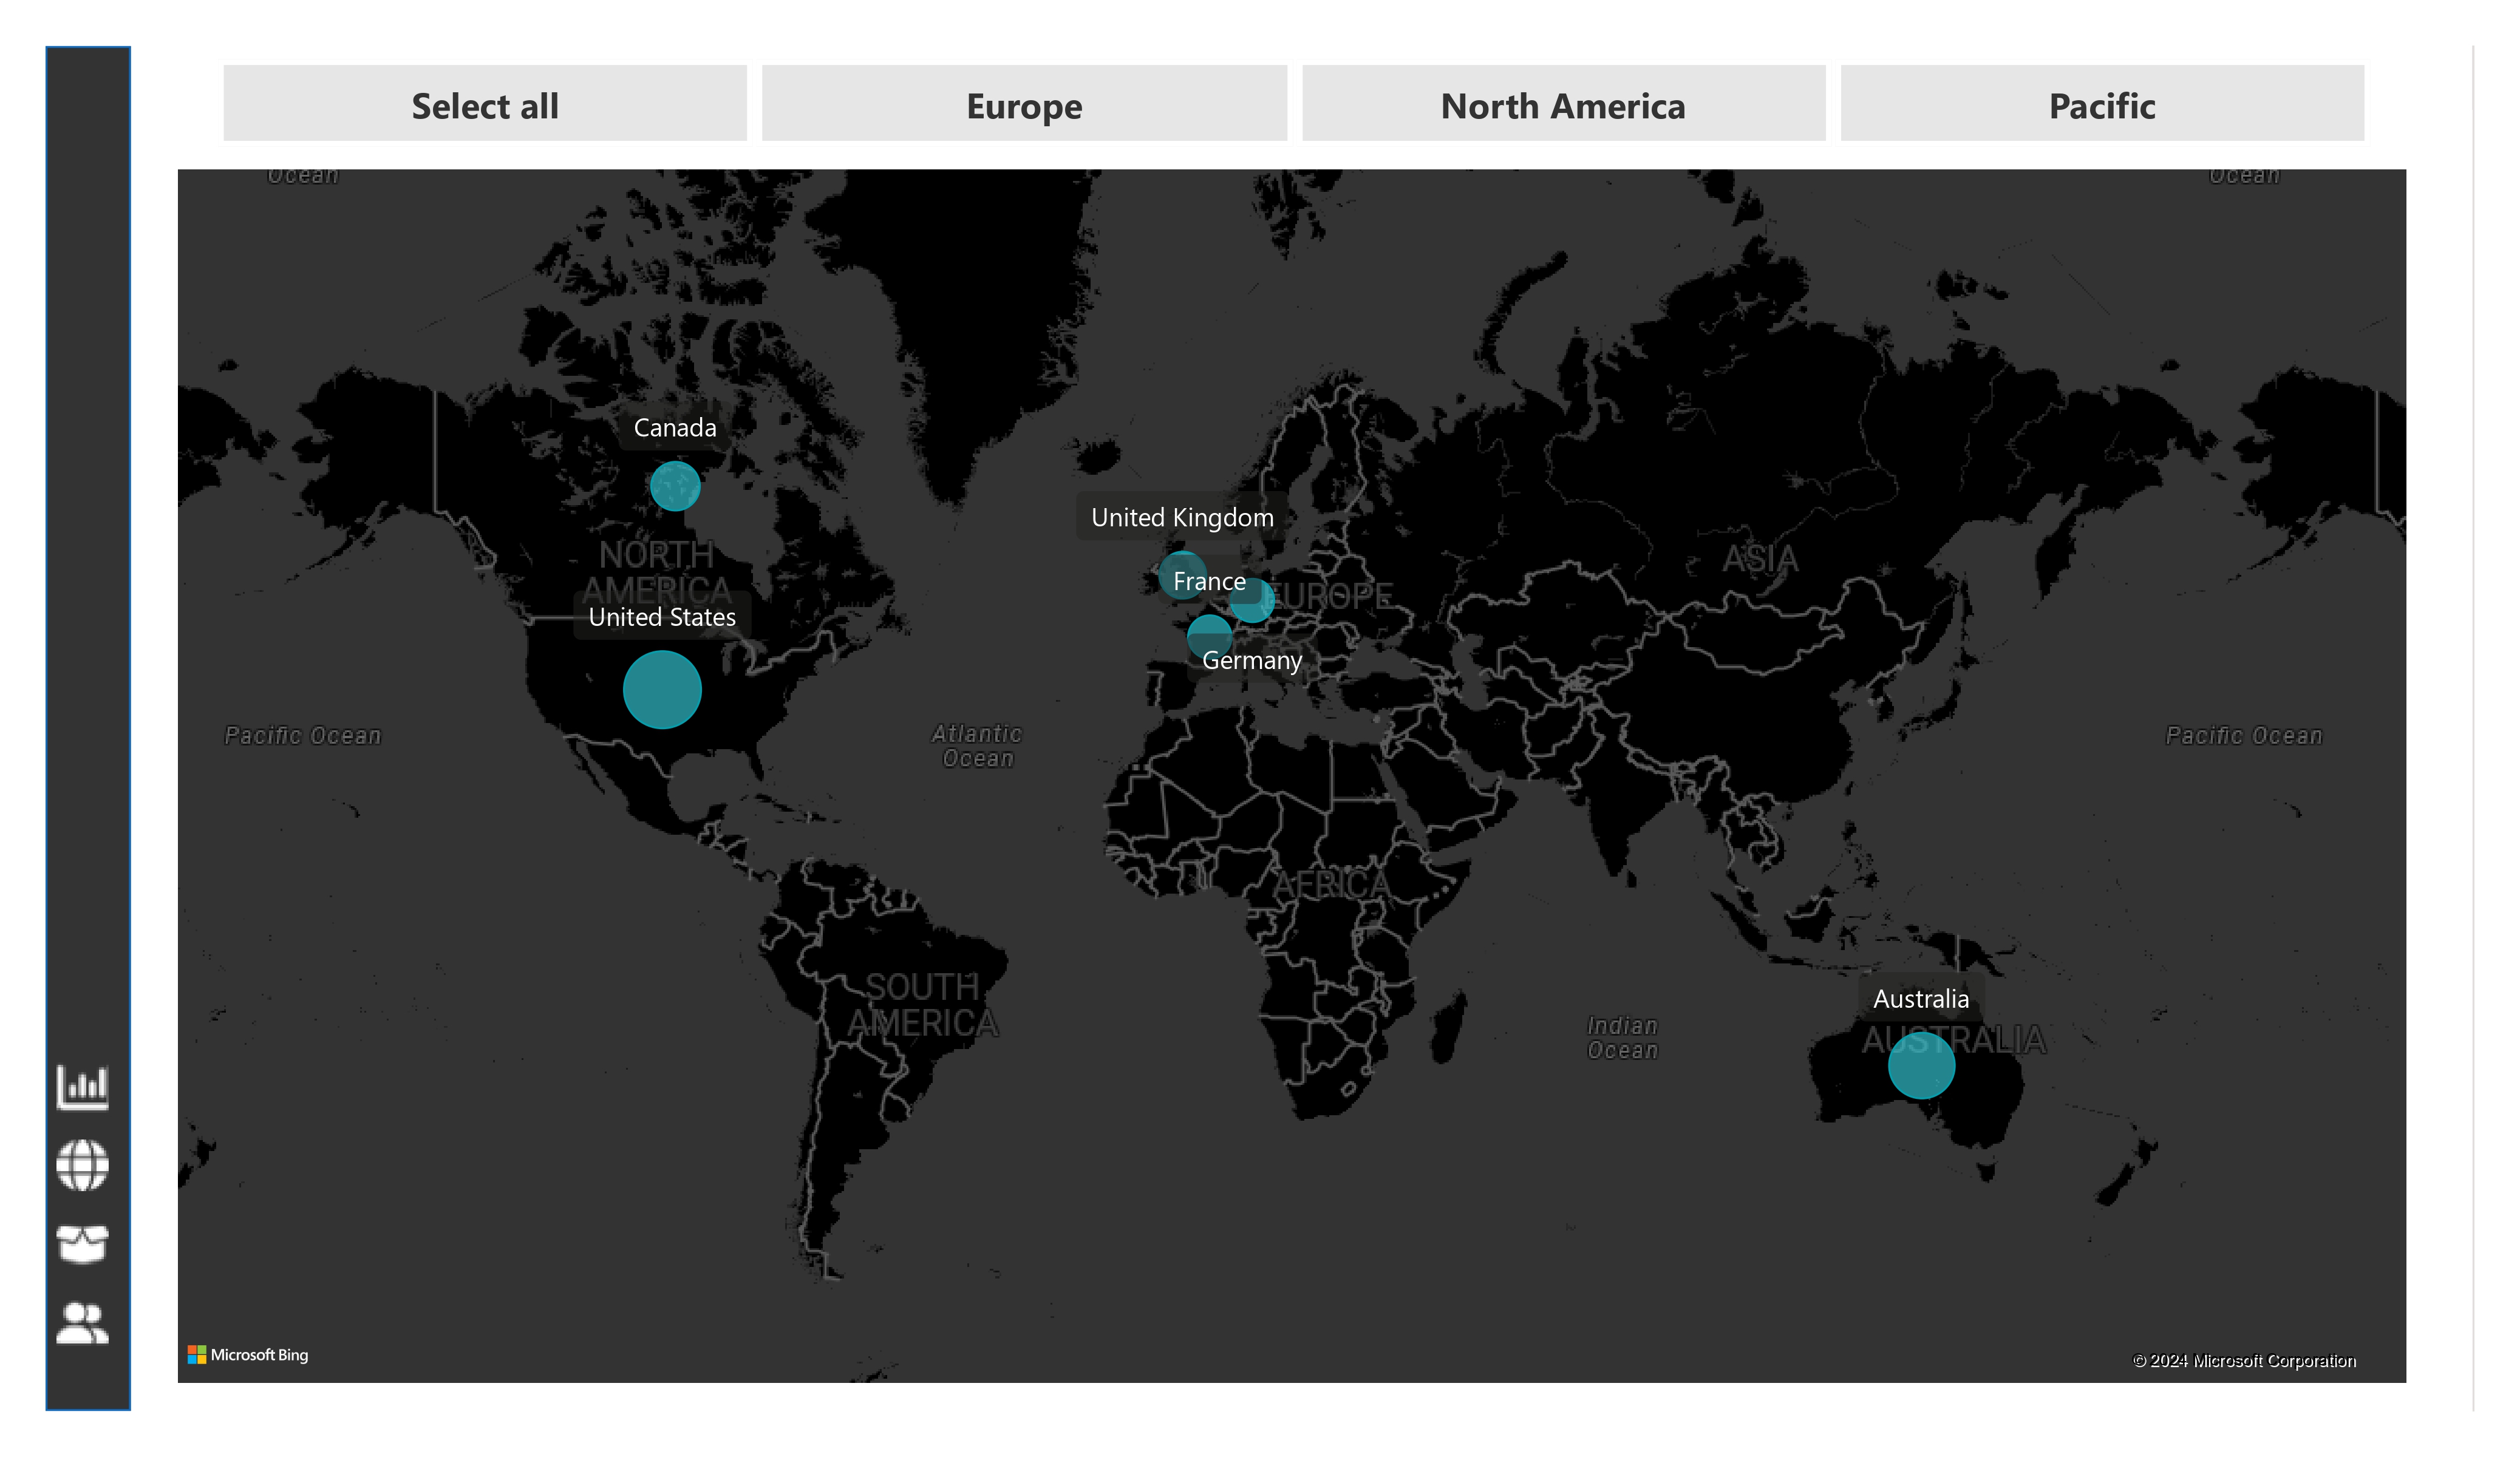 Select all
Europe
North America
Pacific
Ocean
Ocean
Canada
United Kingdom
NORTH
AMERICA
ASIA
France
EUROPE
United States
Germany
Pacific Ocean
Atlantic
Ocean
Pacific Ocean
AFRICA
SOUTH
AMERICA
Australia
Indian
Ocean
AUSTRALIA
Microsoft Bing
© 2024 Microsoft Corporation